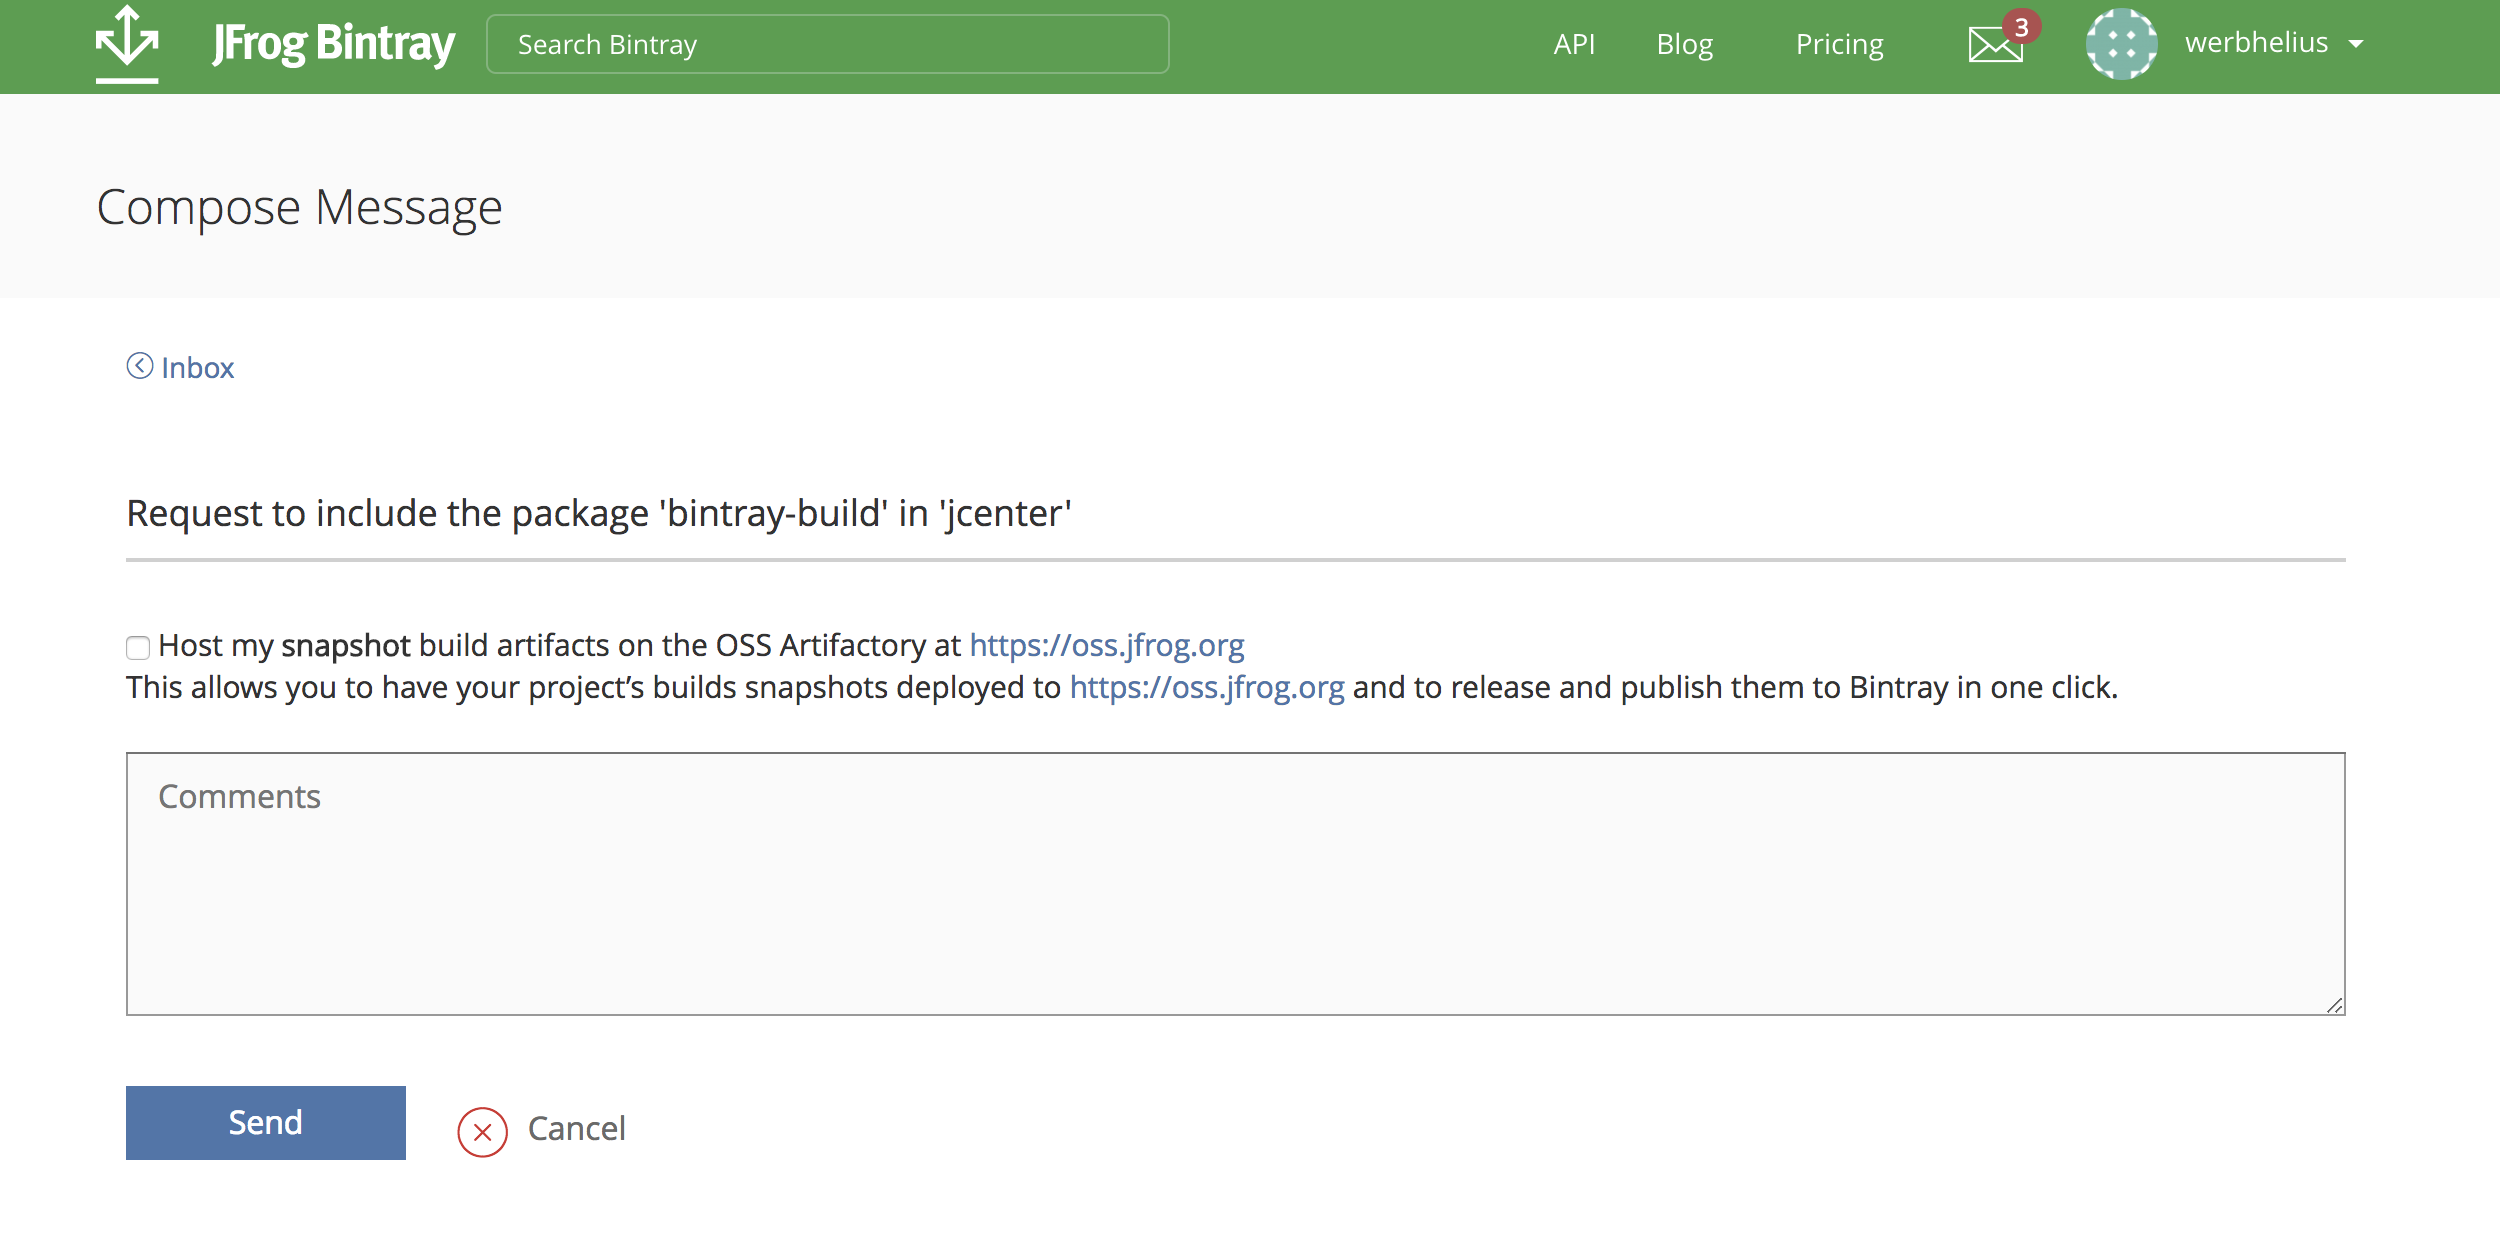 JFrog Bintray
Search Bintray
API
Blog
Pricing
3
werbhelius
Compose Message
Inbox
Request to include the package 'bintray-build' in 'jcenter'
Host my snapshot build artifacts on the OSS Artifactory at https://oss.jfrog.org
This allows you to have your project’s builds snapshots deployed to https://oss.jfrog.org and to release and publish them to Bintray in one click.
Comments
Send
Cancel